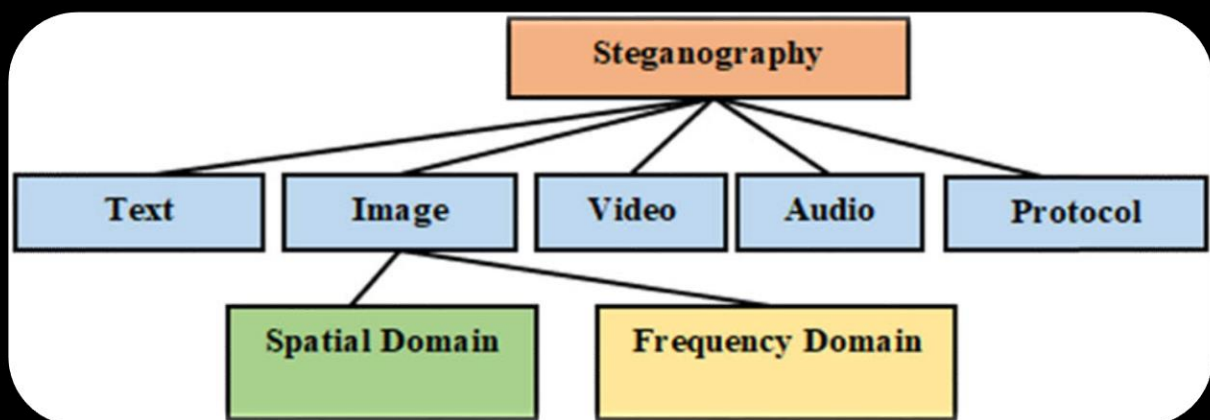 Steganography
Text
Image
Video
Audio
Protocol
Spatial Domain
Frequency Domain